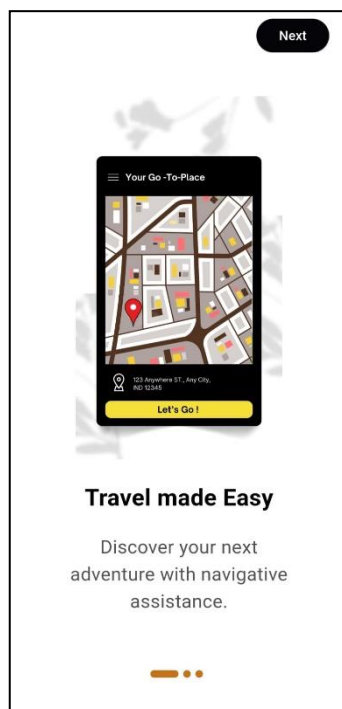 Next
Your Go -To-Place
123 Anywhere ST., Any City,
IND 12345
Let's Go !
Travel made Easy
Discover your next
adventure with navigative
assistance.